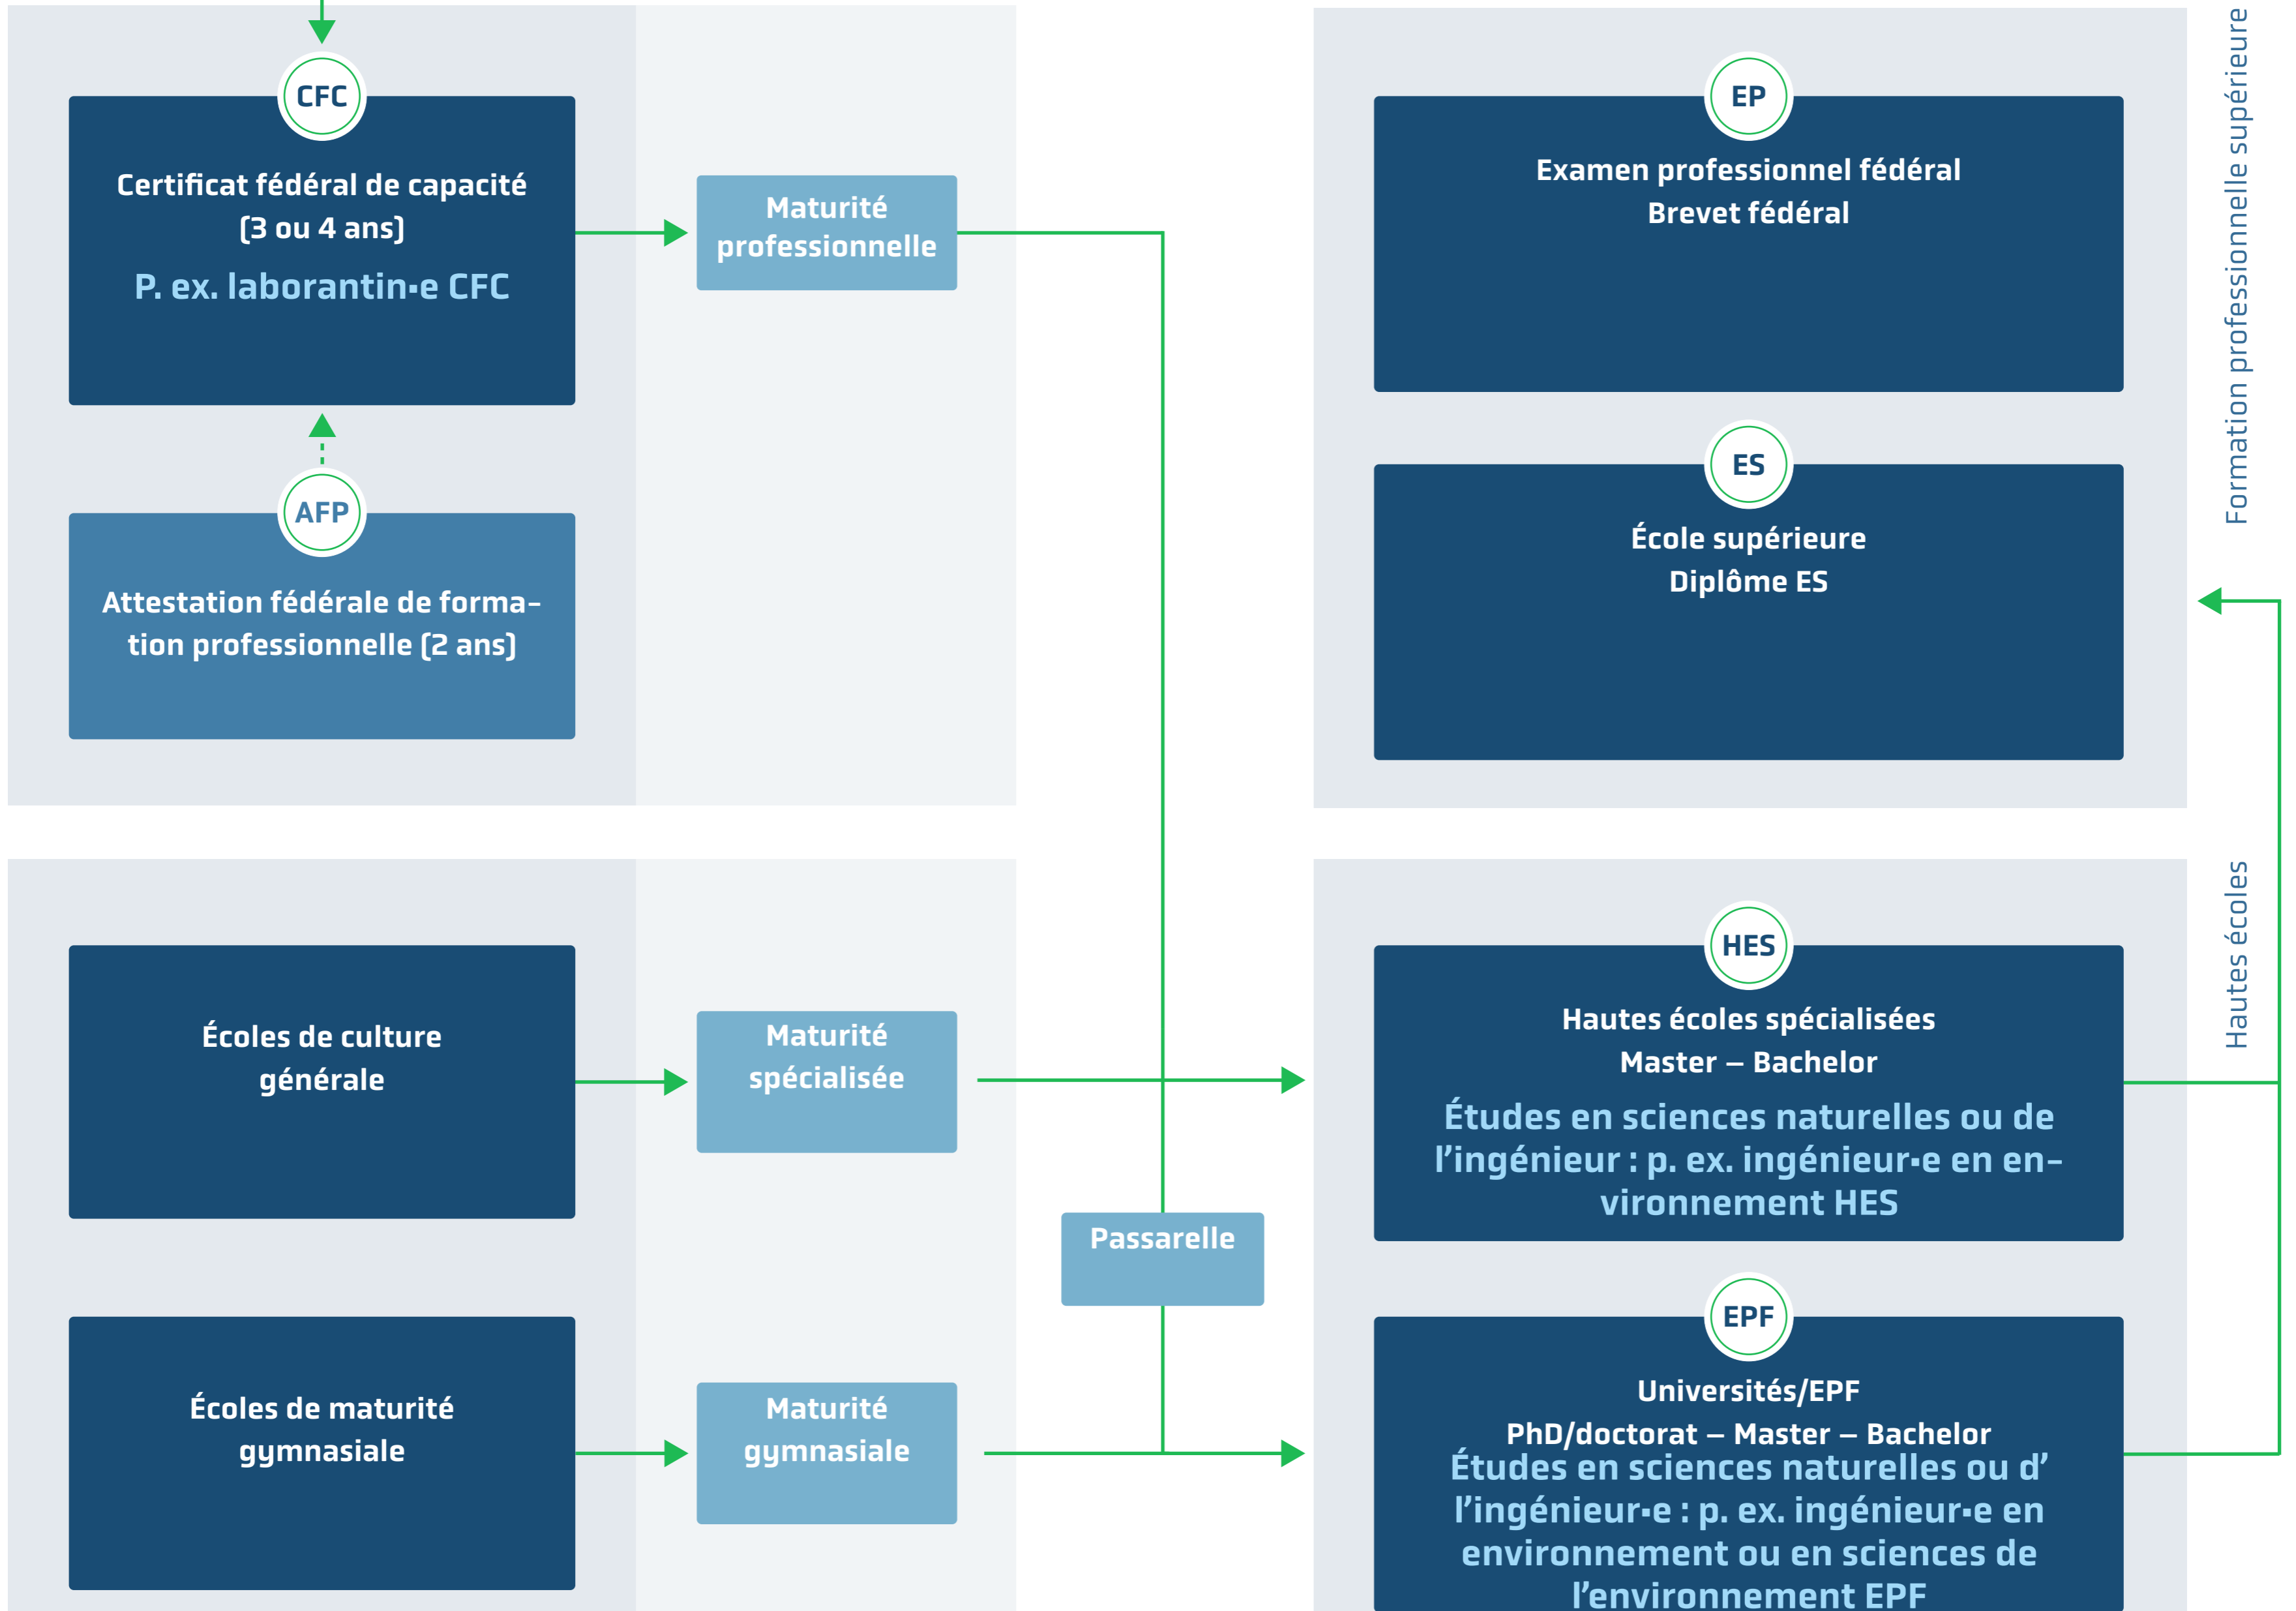 CFC
Certificat fédéral de capacité
(3 ou 4 ans)
P. ex. laborantin▪e CFC
Maturité
professionnelle
AFP
Attestation fédérale de forma-
tion professionnelle (2 ans)
EP
Examen professionnel fédéral
Brevet fédéral
ES
École supérieure
Diplôme ES
Formation professionnelle supérieure
Écoles de culture
générale
Maturité
spécialisée
Passarelle
Écoles de maturité
gymnasiale
Maturité
gymnasiale
HES
Hautes écoles spécialisées
Master – Bachelor
Études en sciences naturelles ou de
l’ingénieur : p. ex. ingénieur▪e en en-
vironnement HES
EPF
Universités/EPF
PhD/doctorat – Master – Bachelor
Études en sciences naturelles ou d’
l’ingénieur▪e : p. ex. ingénieur▪e en
environnement ou en sciences de
l’environnement EPF
Hautes écoles